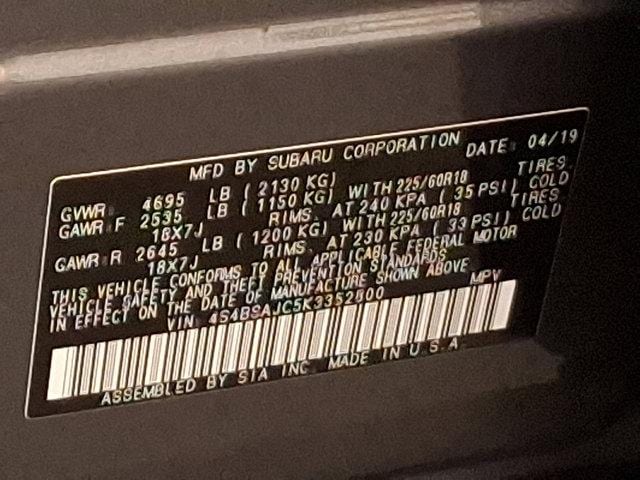 MFD BY SUBARU CORPORATION DATE: 04/19
GVWR: 4695 LB (2130 KG)
GAWR:F 2535 LB (1150 KG) WITH 225/60R18 TIRES.
18X7J RIMS. AT 240 KPA (35 PSI) COLD
GAWR:R 2645 LB (1200 KG) WITH 225/60R18 TIRES
18X7J RIMS. AT 230 KPA (33 PSI) COLD
THIS VEHICLE CONFORMS TO ALL APPLICABLE FEDERAL MOTOR
VEHICLE SAFETY AND THEFT PREVENTION STANDARDS
IN EFFECT ON THE DATE OF MANUFACTURE SHOWN ABOVE
VIN: 4S4BSAJC5K3352800 MPV
ASSEMBLED BY SIA INC. MADE IN U.S.A.